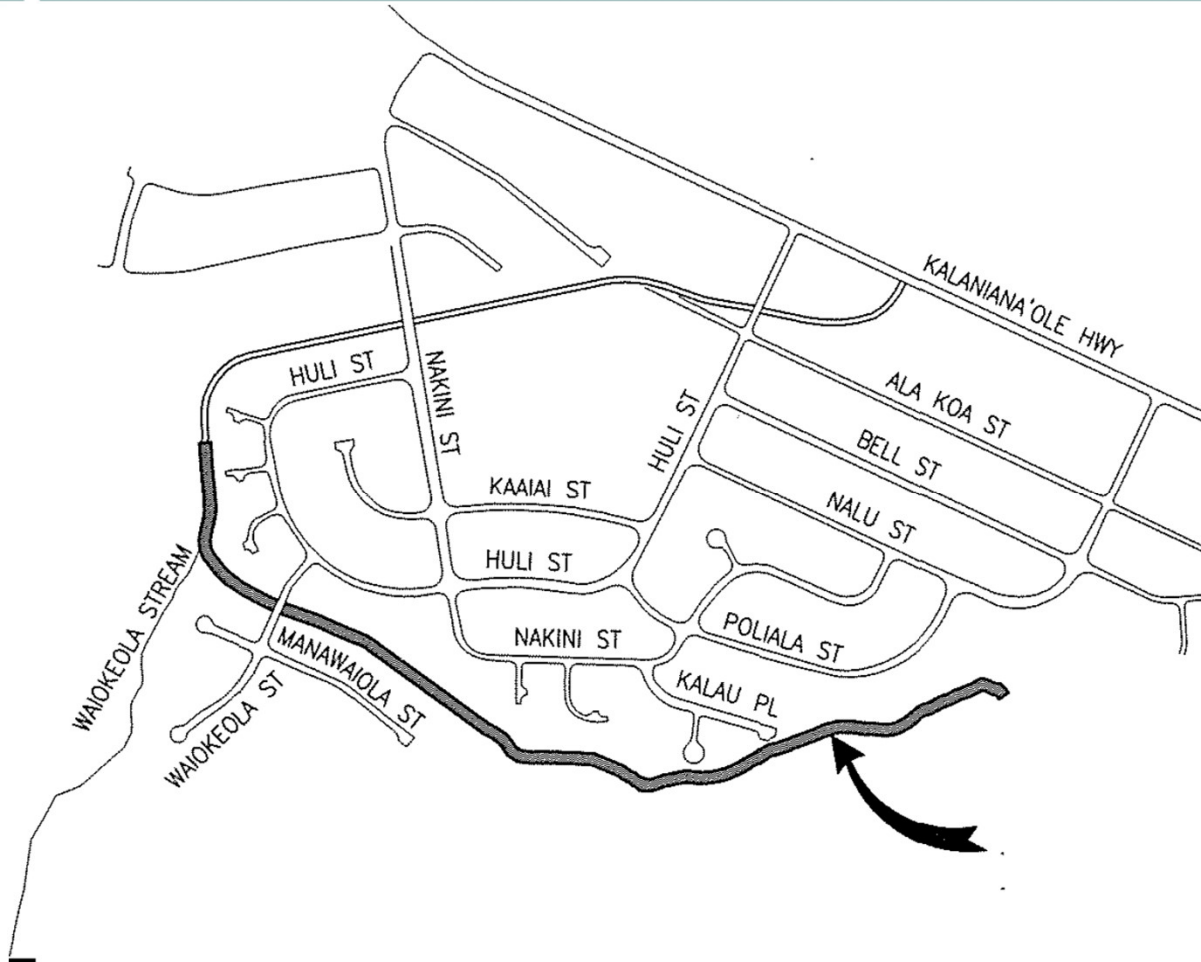 KALANIANA'OLE HWY
HULI ST
NAKINI ST
ALA KOA ST
HULI ST
BELL ST
KAAIAI ST
NALU ST
HULI ST
WAIOKEOLA STREAM
NAKINI ST
POLIALA ST
MANAWAIOLA ST
KALAU PL
WAIOKEOLA ST